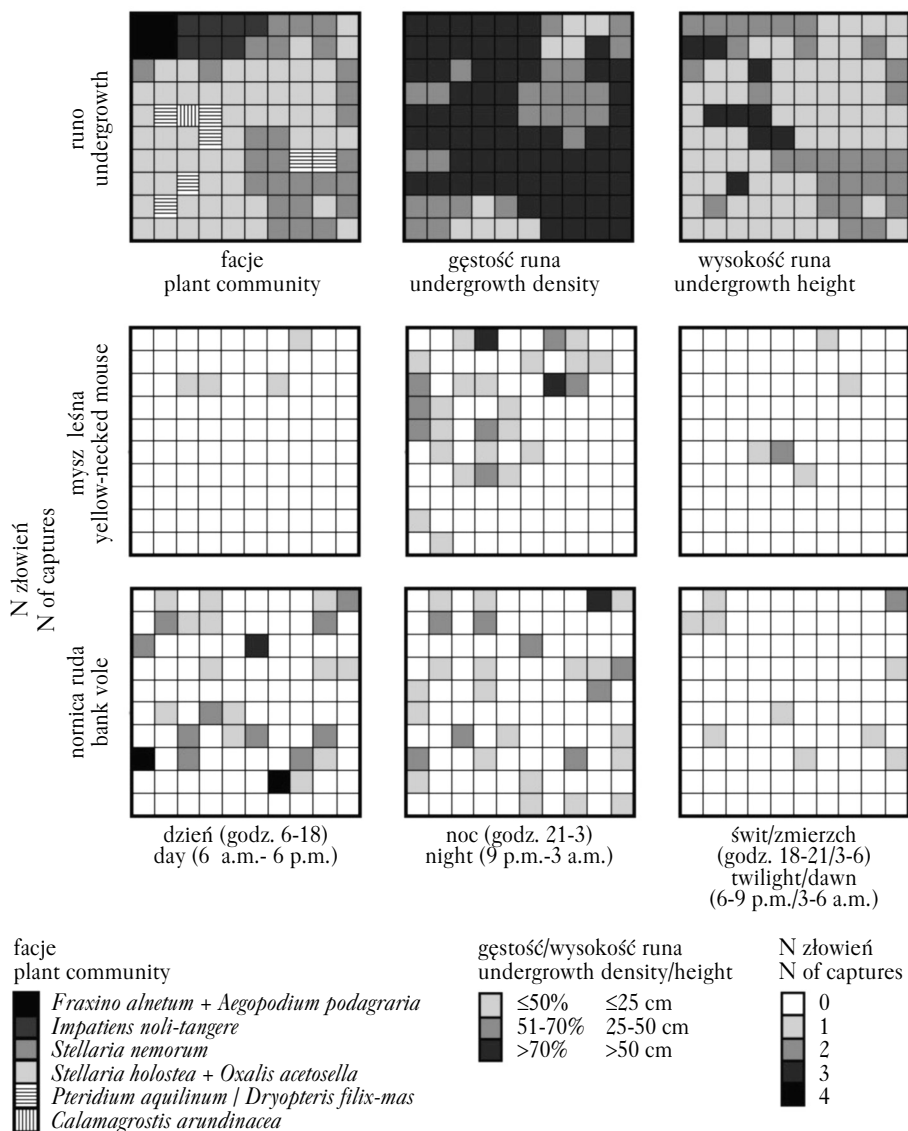 runo
undergrowth
facje
plant community
gęstość runa
undergrowth density
wysokość runa
undergrowth height
N złowień
N of captures
mysz leśna
yellow-necked mouse
nornica ruda
bank vole
dzień (godz. 6-18)
day (6 a.m.- 6 p.m.)
noc (godz. 21-3)
night (9 p.m.-3 a.m.)
świt/zmierzch
(godz. 18-21/3-6)
twilight/dawn
(6-9 p.m./3-6 a.m.)
facje
plant community
Fraxino alnetum + Aegopodium podagraria
Impatiens noli-tangere
Stellaria nemorum
Stellaria holostea + Oxalis acetosella
Pteridium aquilinum / Dryopteris filix-mas
Calamagrostis arundinacea
gęstość/wysokość runa
undergrowth density/height
≤50% ≤25 cm
51-70% 25-50 cm
>70% >50 cm
N złowień
N of captures
0
1
2
3
4